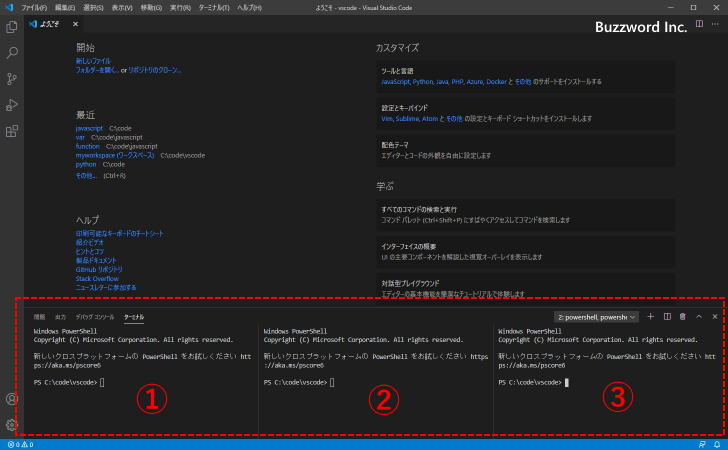 ファイル(F) 編集(E) 選択(S) 表示(V) 移動(G) 実行(R) ターミナル(T) ヘルプ(H)
ようこそ - vscode - Visual Studio Code
ようこそ
Buzzword Inc.
開始
新しいファイル
フォルダーを開く... or リポジトリのクローン...
最近
javascript C:\code
var C:\code\javascript
function C:\code\javascript
myworkspace (ワークスペース) C:\code\vscode
python C:\code
その他... (Ctrl+R)
ヘルプ
印刷可能なキーボードのチートシート
紹介ビデオ
ヒントとコツ
製品ドキュメント
GitHub リポジトリ
Stack Overflow
ニュースレターに参加する
カスタマイズ
ツールと言語
JavaScript, Python, Java, PHP, Azure, Docker と その他 のサポートをインストールする
設定とキーバインド
Vim, Sublime, Atom と その他 の設定とキーボード ショートカットをインストールします
配色テーマ
エディターとコードの外観を自由に設定します
学ぶ
すべてのコマンドの検索と実行
コマンド パレット (Ctrl+Shift+P) にすばやくアクセスしてコマンドを検索します
インターフェイスの概要
UI の主要コンポーネントを解説した視覚オーバーレイを表示します
対話型プレイグラウンド
エディターの基本機能を簡潔なチュートリアルで体験します
問題 出力 デバッグ コンソール ターミナル
2: powershell, powershe
Windows PowerShell
Copyright (C) Microsoft Corporation. All rights reserved.
新しいクロスプラットフォームの PowerShell をお試しください htt
ps://aka.ms/pscore6
PS C:\code\vscode>
①
Windows PowerShell
Copyright (C) Microsoft Corporation. All rights reserved.
新しいクロスプラットフォームの PowerShell をお試しください https
://aka.ms/pscore6
PS C:\code\vscode>
②
Windows PowerShell
Copyright (C) Microsoft Corporation. All rights reserved.
新しいクロスプラットフォームの PowerShell をお試しください htt
ps://aka.ms/pscore6
PS C:\code\vscode>
③
0 0